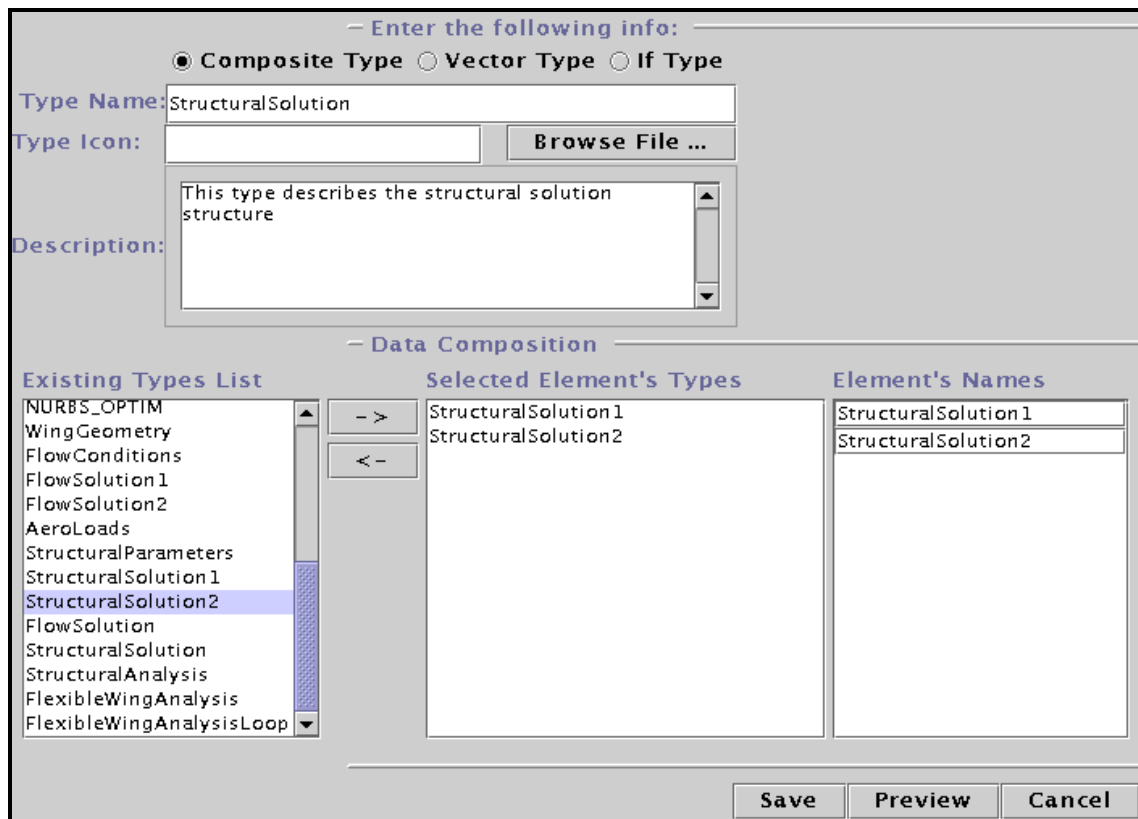 Enter the following info:
Composite Type Vector Type If Type
Type Name: StructuralSolution
Type Icon: Browse File ...
Description: This type describes the structural solution
structure
Data Composition
Existing Types List
NURBS_OPTIM
WingGeometry
FlowConditions
FlowSolution1
FlowSolution2
AeroLoads
StructuralParameters
StructuralSolution1
StructuralSolution2
FlowSolution
StructuralSolution
StructuralAnalysis
FlexibleWingAnalysis
FlexibleWingAnalysisLoop
->
<-
Selected Element's Types
StructuralSolution1
StructuralSolution2
Element's Names
StructuralSolution1
StructuralSolution2
Save Preview Cancel